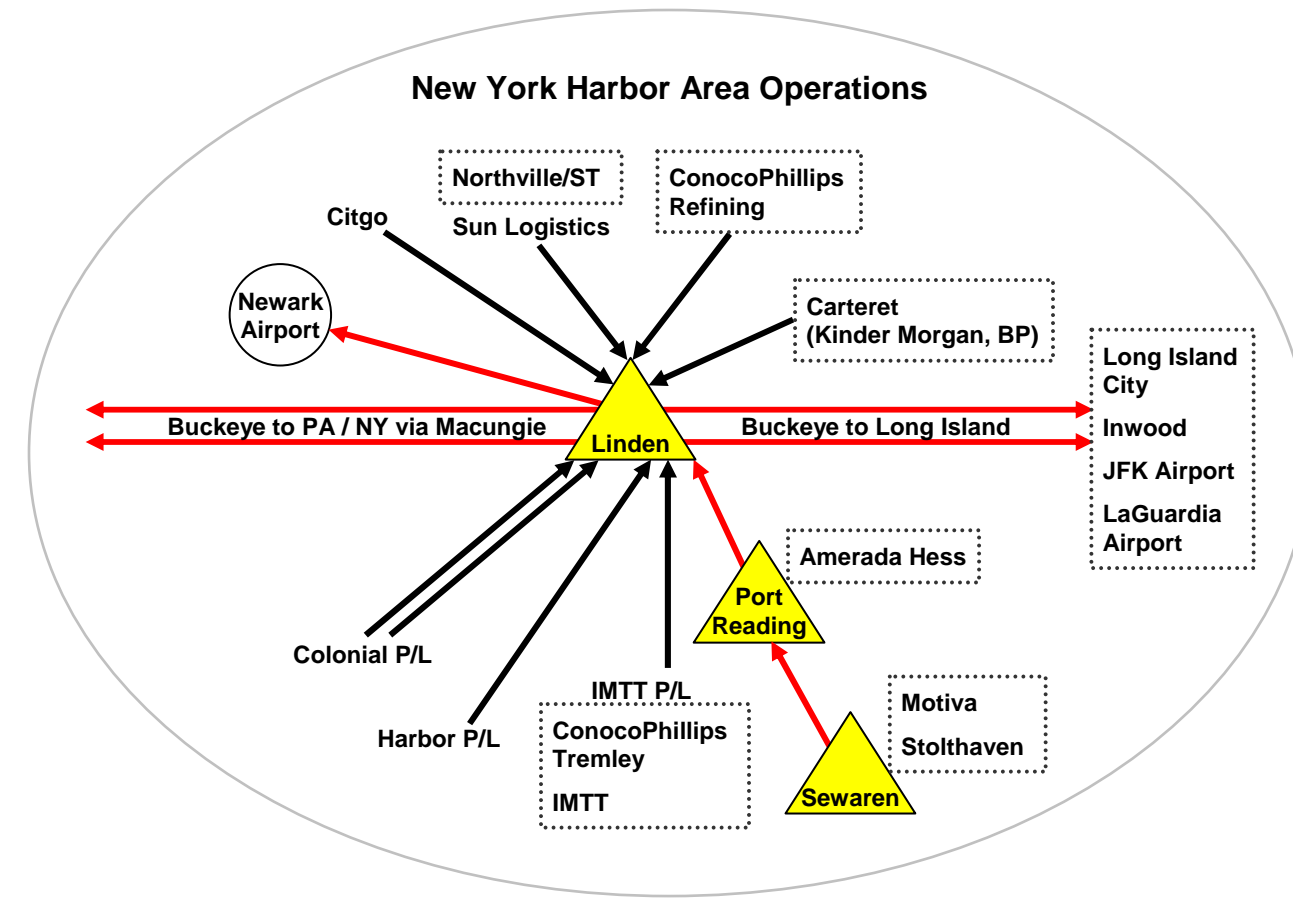 New York Harbor Area Operations
Northville/ST
ConocoPhillips
Refining
Citgo
Sun Logistics
Newark
Airport
Carteret
(Kinder Morgan, BP)
Long Island
City
Inwood
JFK Airport
LaGuardia
Airport
Buckeye to PA / NY via Macungie
Linden
Buckeye to Long Island
Amerada Hess
Port
Reading
Colonial P/L
IMTT P/L
Harbor P/L
ConocoPhillips
Tremley
IMTT
Motiva
Stolthaven
Sewaren